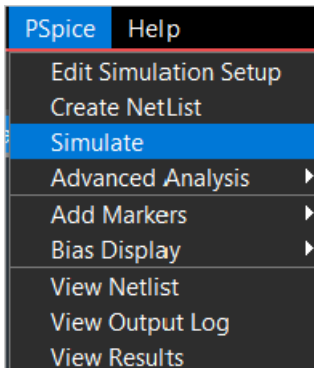 PSpice Help
Edit Simulation Setup
Create NetList
Simulate
Advanced Analysis
Add Markers
Bias Display
View Netlist
View Output Log
View Results